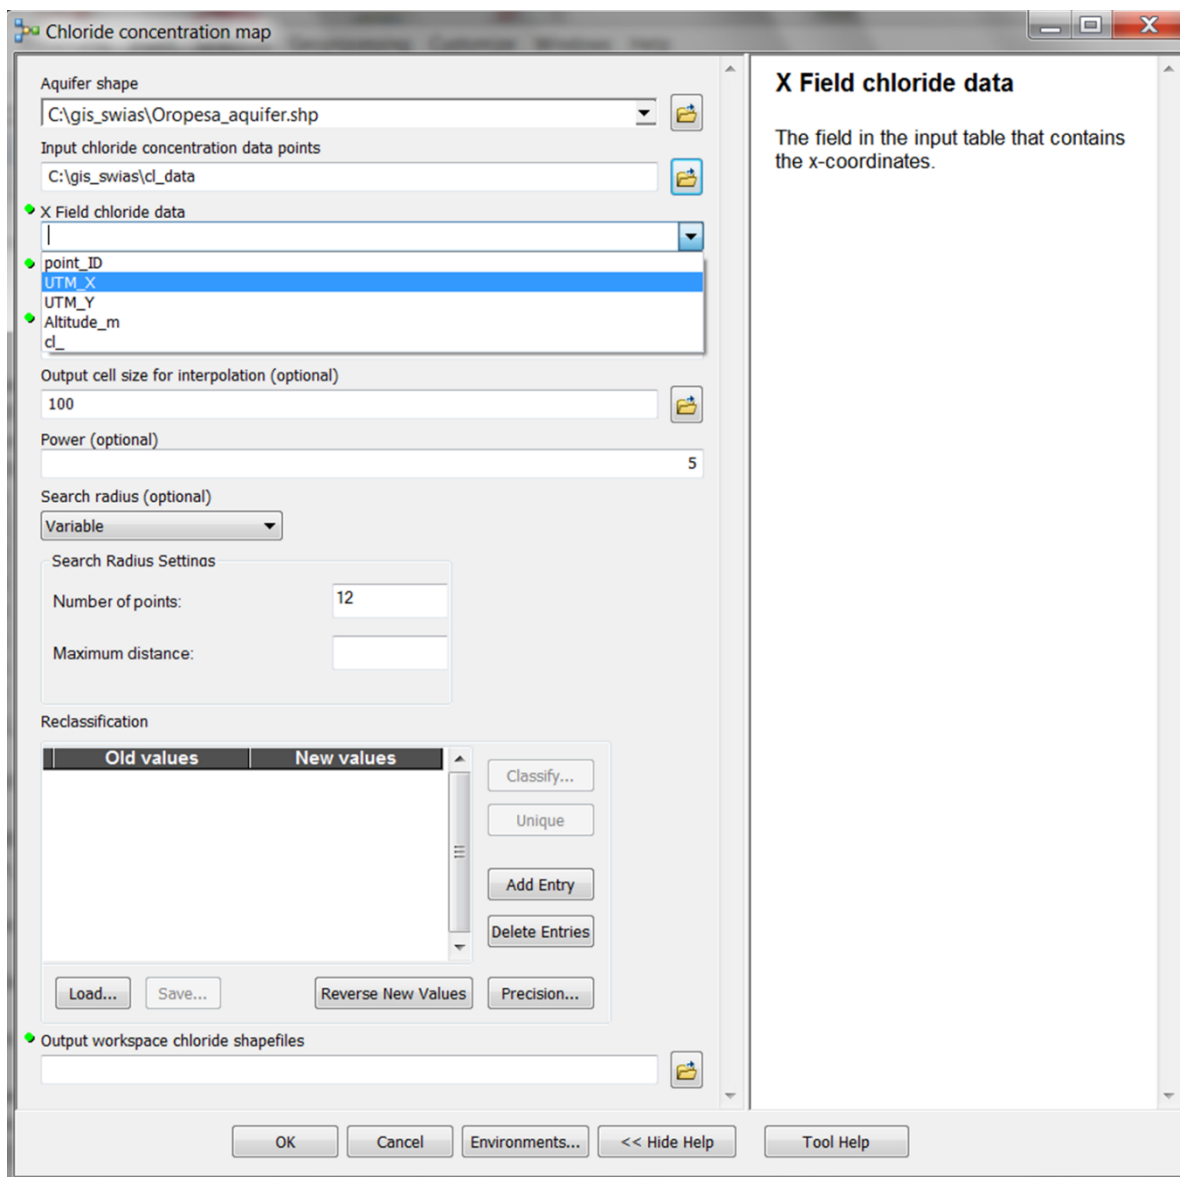 Chloride concentration map
Aquifer shape
C:\gis_swias\Oropesa_aquifer.shp
Input chloride concentration data points
C:\gis_swias\cl_data
X Field chloride data
point_ID
UTM_X
UTM_Y
Altitude_m
cl_
Output cell size for interpolation (optional)
100
Power (optional)
5
Search radius (optional)
Variable
Search Radius Settings
Number of points:
12
Maximum distance:
Reclassification
Old values New values
Classify...
Unique
Add Entry
Delete Entries
Load... Save... Reverse New Values Precision...
Output workspace chloride shapefiles
X Field chloride data
The field in the input table that contains
the x-coordinates.
OK Cancel Environments... << Hide Help Tool Help